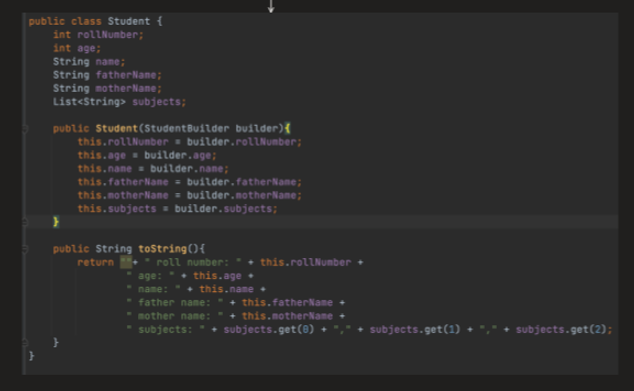 public class Student {
int rollNumber;
int age;
String name;
String fatherName;
String motherName;
List<String> subjects;
public Student(StudentBuilder builder){
this.rollNumber = builder.rollNumber;
this.age = builder.age;
this.name = builder.name;
this.fatherName = builder.fatherName;
this.motherName = builder.motherName;
this.subjects = builder.subjects;
}
public String toString(){
return ""+ " roll number: " + this.rollNumber +
" age: " + this.age +
" name: " + this.name +
" father name: " + this.fatherName +
" mother name: " + this.motherName +
" subjects: " + subjects.get(0) + "," + subjects.get(1) + "," + subjects.get(2);
}
}